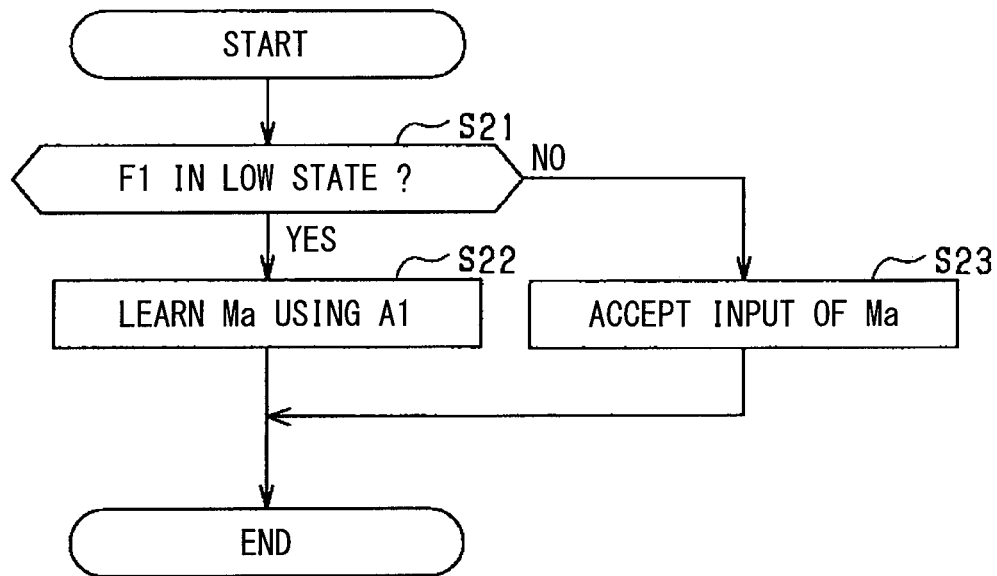 START
S21
F1 IN LOW STATE ?
NO
YES
S22
LEARN Ma USING A1
S23
ACCEPT INPUT OF Ma
END